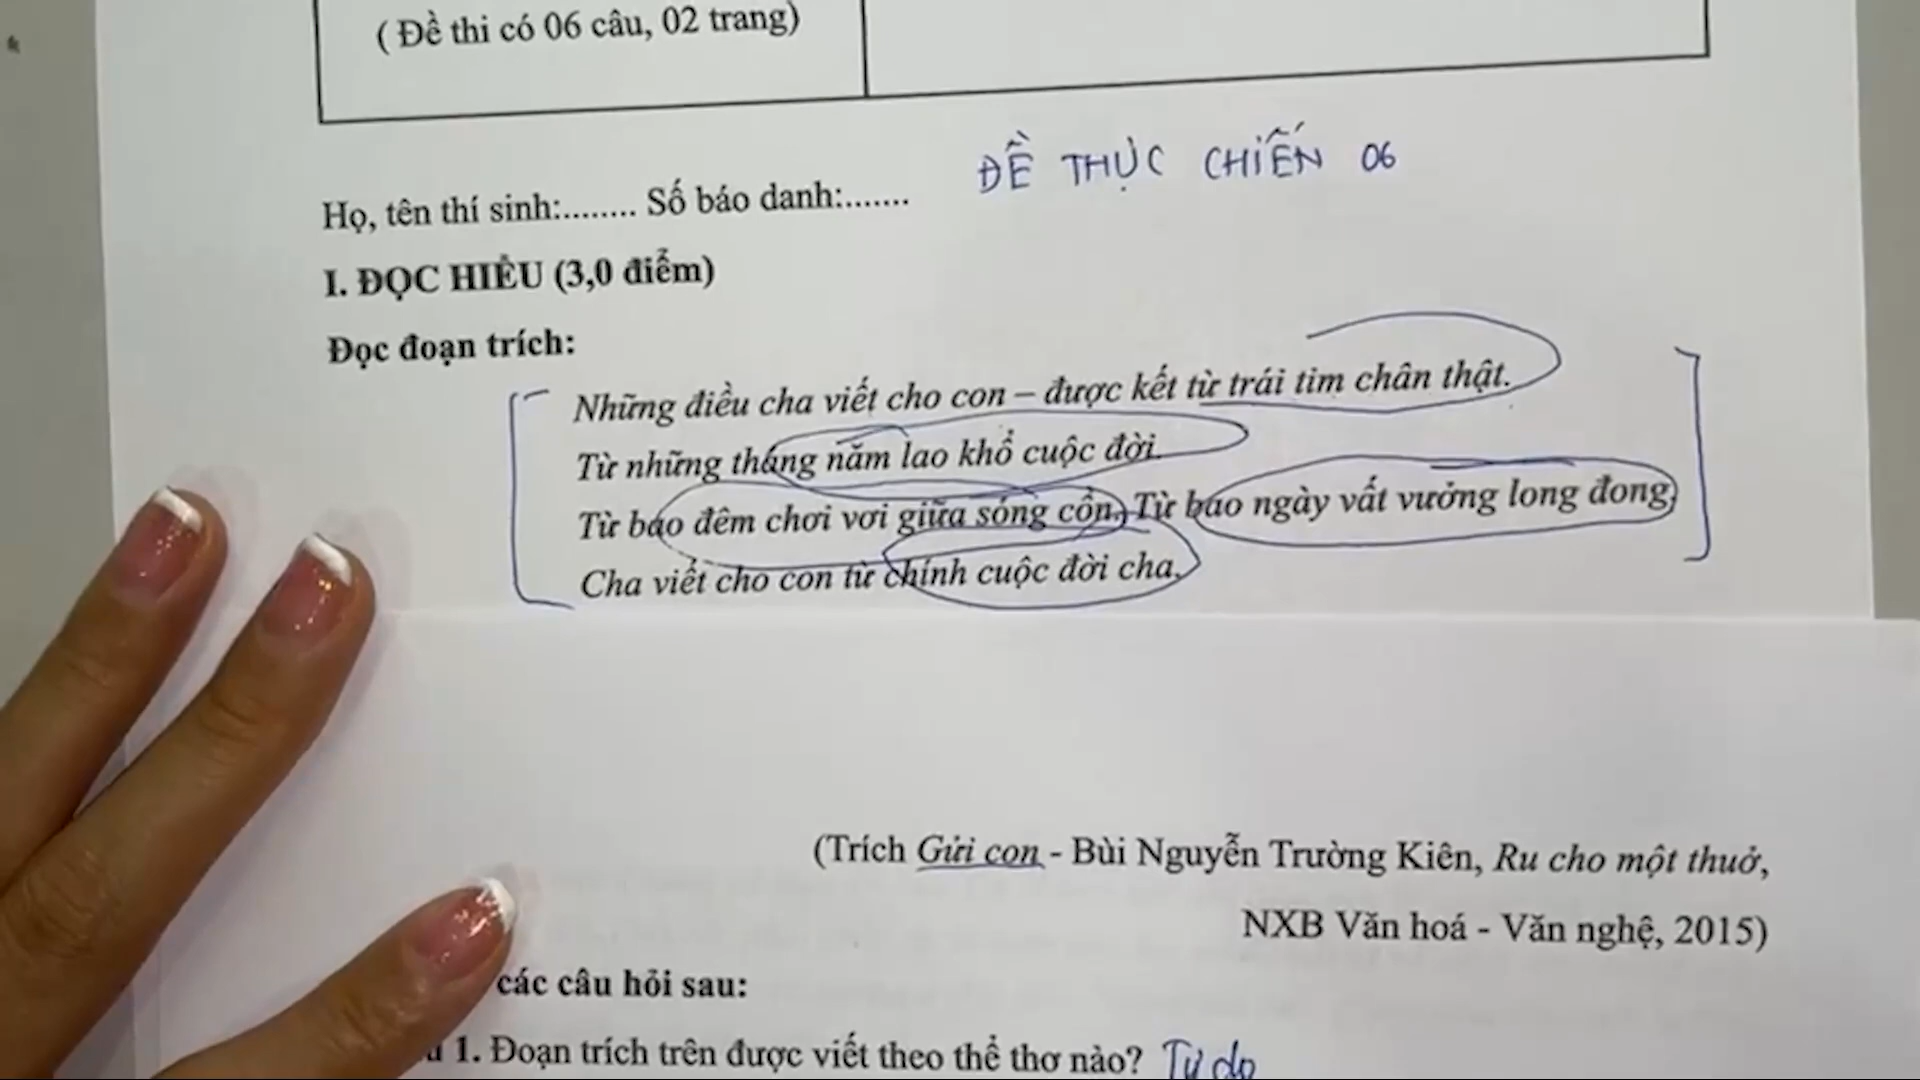 ( Đề thi có 06 câu, 02 trang)
ĐỀ THỰC CHIẾN 06
Họ, tên thí sinh:........ Số báo danh:.......
I. ĐỌC HIỂU (3,0 điểm)
Đọc đoạn trích:
Những điều cha viết cho con – được kết từ trái tim chân thật.
Từ những tháng năm lao khổ cuộc đời.
Từ bao đêm chơi vơi giữa sóng cồn. Từ bao ngày vất vưởng long đong.
Cha viết cho con từ chính cuộc đời cha.
(Trích Gửi con - Bùi Nguyễn Trường Kiên, Ru cho một thuở,
NXB Văn hoá - Văn nghệ, 2015)
các câu hỏi sau:
1. Đoạn trích trên được viết theo thể thơ nào? Tự do